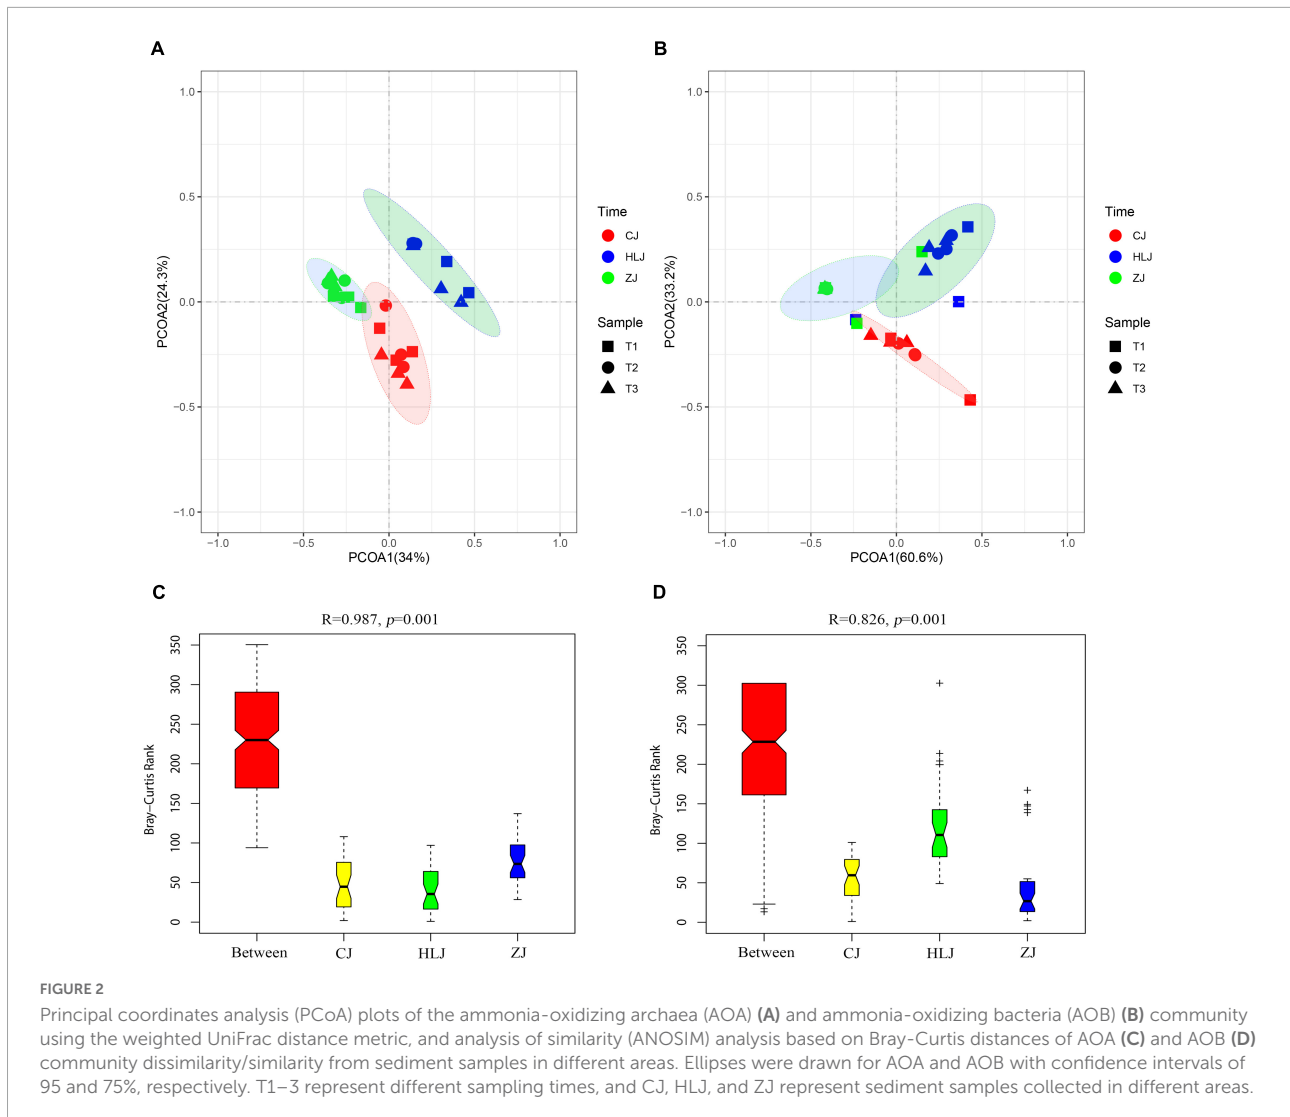 A
1.0
0.5
0.0
−0.5
−1.0
PCOA2(24.3%)
−1.0
−0.5
0.0
0.5
1.0
PCOA1(34%)
Time
CJ
HLJ
ZJ
Sample
T1
T2
T3
B
1.0
0.5
0.0
−0.5
−1.0
PCOA2(33.2%)
−1.0
−0.5
0.0
0.5
1.0
PCOA1(60.6%)
Time
CJ
HLJ
ZJ
Sample
T1
T2
T3
C
R=0.987, p=0.001
350
300
250
200
150
100
50
0
Bray−Curtis Rank
Between
CJ
HLJ
ZJ
D
R=0.826, p=0.001
350
300
250
200
150
100
50
0
Bray−Curtis Rank
Between
CJ
HLJ
ZJ
FIGURE 2
Principal coordinates analysis (PCoA) plots of the ammonia-oxidizing archaea (AOA) (A) and ammonia-oxidizing bacteria (AOB) (B) community
using the weighted UniFrac distance metric, and analysis of similarity (ANOSIM) analysis based on Bray-Curtis distances of AOA (C) and AOB (D)
community dissimilarity/similarity from sediment samples in different areas. Ellipses were drawn for AOA and AOB with confidence intervals of
95 and 75%, respectively. T1–3 represent different sampling times, and CJ, HLJ, and ZJ represent sediment samples collected in different areas.